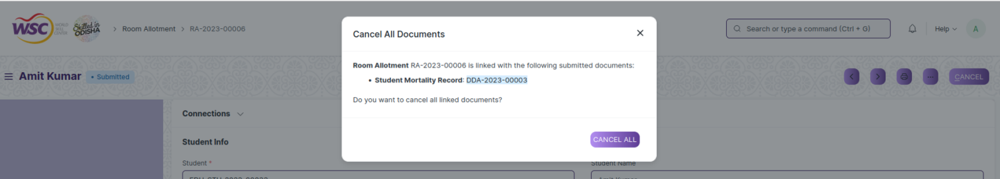 WSC WORLD SKILL CENTER Skilled in ODISHA > Room Allotment > RA-2023-00006
Search or type a command (Ctrl + G)
Help
A
Amit Kumar • Submitted
CANCEL
Cancel All Documents
Room Allotment RA-2023-00006 is linked with the following submitted documents:
• Student Mortality Record: DDA-2023-00003
Do you want to cancel all linked documents?
CANCEL ALL
Connections
Student Info
Student *
Student Name
Amit Kumar